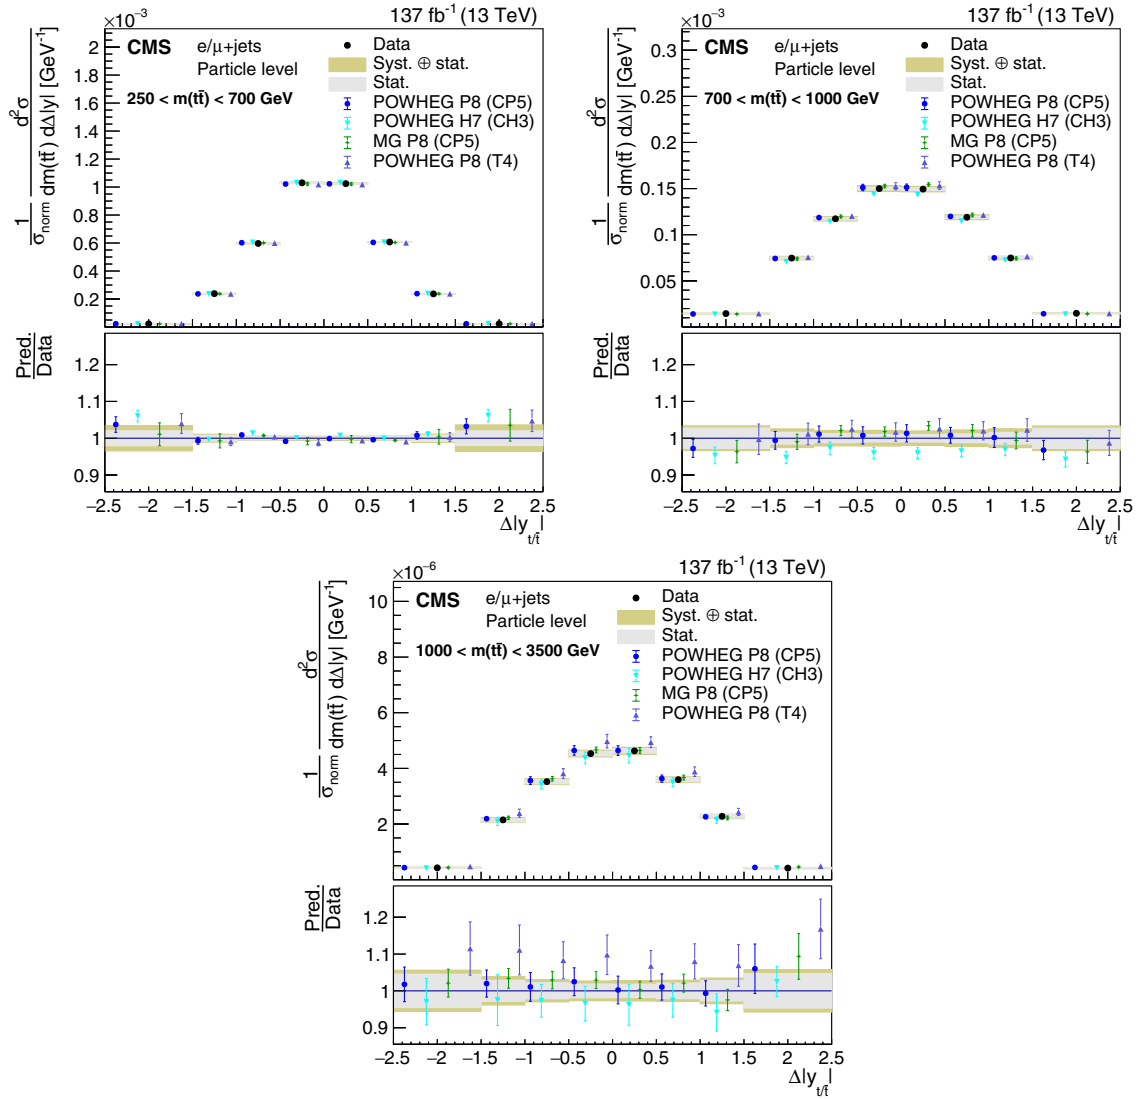 ×10⁻³
137 fb⁻¹ (13 TeV)
CMS
e/μ+jets
Particle level
250 < m(tt̄) < 700 GeV
Data
Syst. ⊕ stat.
Stat.
POWHEG P8 (CP5)
POWHEG H7 (CH3)
MG P8 (CP5)
POWHEG P8 (T4)
1/σ_norm d²σ/dm(tt̄) dΔ|y| [GeV⁻¹]
2
1.8
1.6
1.4
1.2
1
0.8
0.6
0.4
0.2
Pred./Data
1.2
1.1
1
0.9
−2.5 −2 −1.5 −1 −0.5 0 0.5 1 1.5 2 2.5
Δ|y_t/t̄|
×10⁻³
137 fb⁻¹ (13 TeV)
CMS
e/μ+jets
Particle level
700 < m(tt̄) < 1000 GeV
Data
Syst. ⊕ stat.
Stat.
POWHEG P8 (CP5)
POWHEG H7 (CH3)
MG P8 (CP5)
POWHEG P8 (T4)
1/σ_norm d²σ/dm(tt̄) dΔ|y| [GeV⁻¹]
0.3
0.25
0.2
0.15
0.1
0.05
Pred./Data
1.2
1.1
1
0.9
−2.5 −2 −1.5 −1 −0.5 0 0.5 1 1.5 2 2.5
Δ|y_t/t̄|
×10⁻⁶
137 fb⁻¹ (13 TeV)
CMS
e/μ+jets
Particle level
1000 < m(tt̄) < 3500 GeV
Data
Syst. ⊕ stat.
Stat.
POWHEG P8 (CP5)
POWHEG H7 (CH3)
MG P8 (CP5)
POWHEG P8 (T4)
1/σ_norm d²σ/dm(tt̄) dΔ|y| [GeV⁻¹]
10
8
6
4
2
Pred./Data
1.2
1.1
1
0.9
−2.5 −2 −1.5 −1 −0.5 0 0.5 1 1.5 2 2.5
Δ|y_t/t̄|